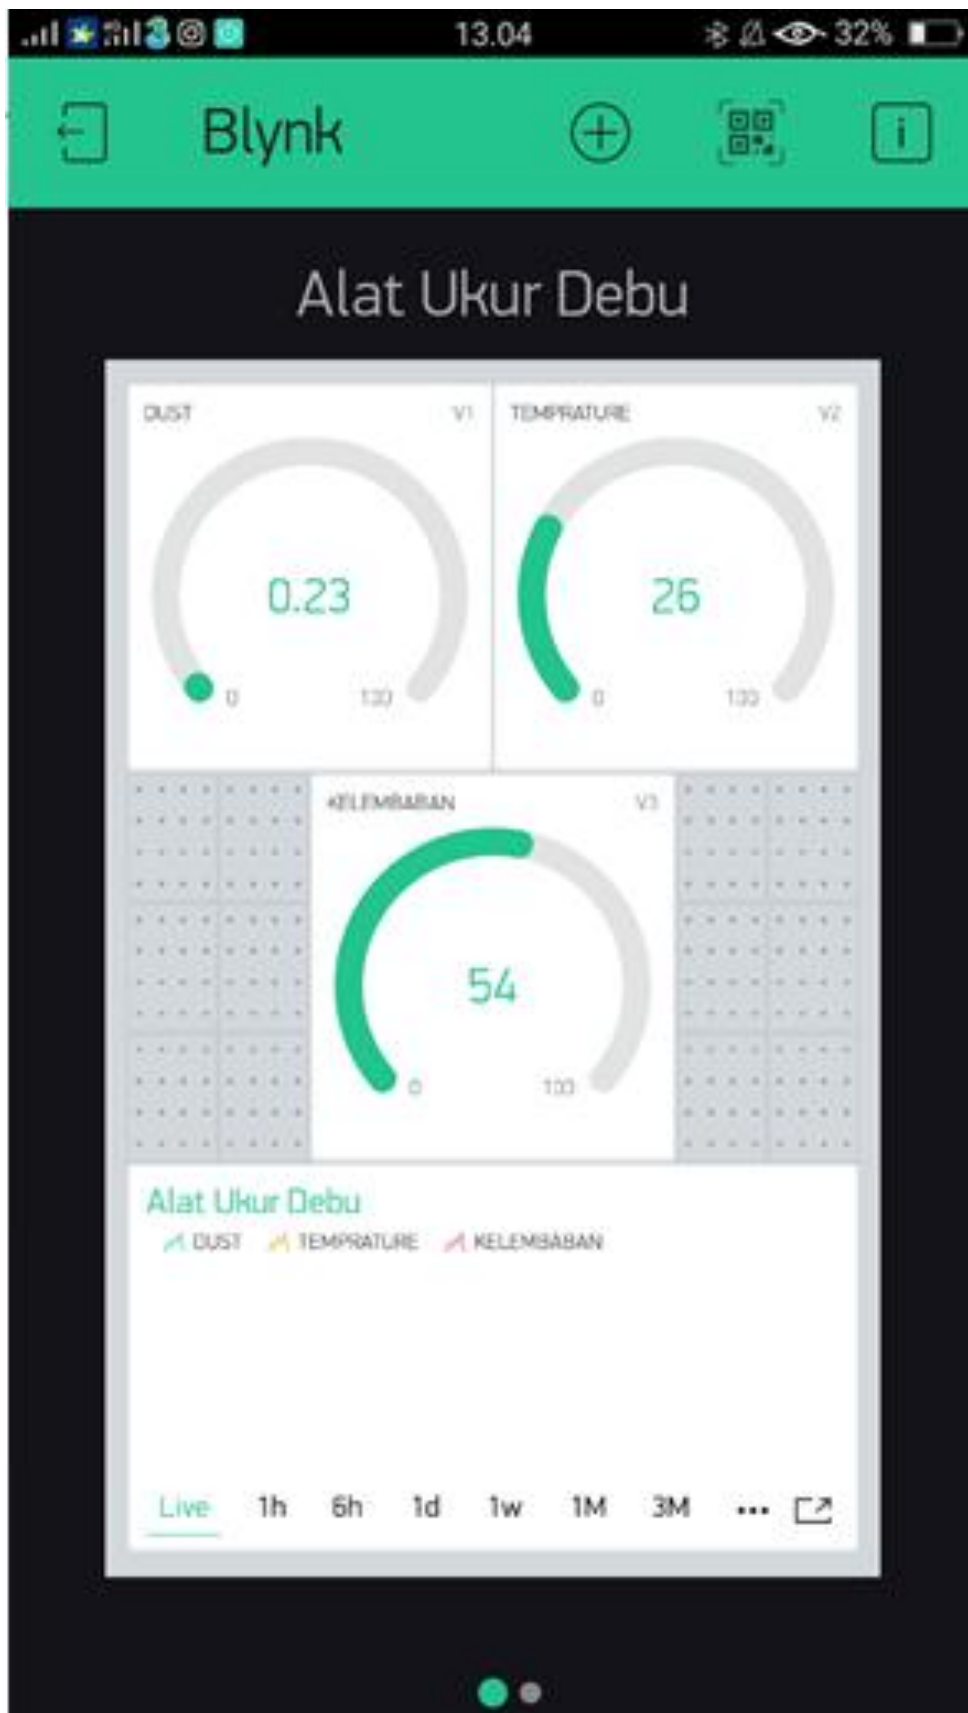 13.04 32%
Blynk
Alat Ukur Debu
DUST V1
0.23
0 100
TEMPRATURE V2
26
0 100
KELEMBABAN V3
54
0 100
Alat Ukur Debu
DUST TEMPRATURE KELEMBABAN
Live 1h 6h 1d 1w 1M 3M ...